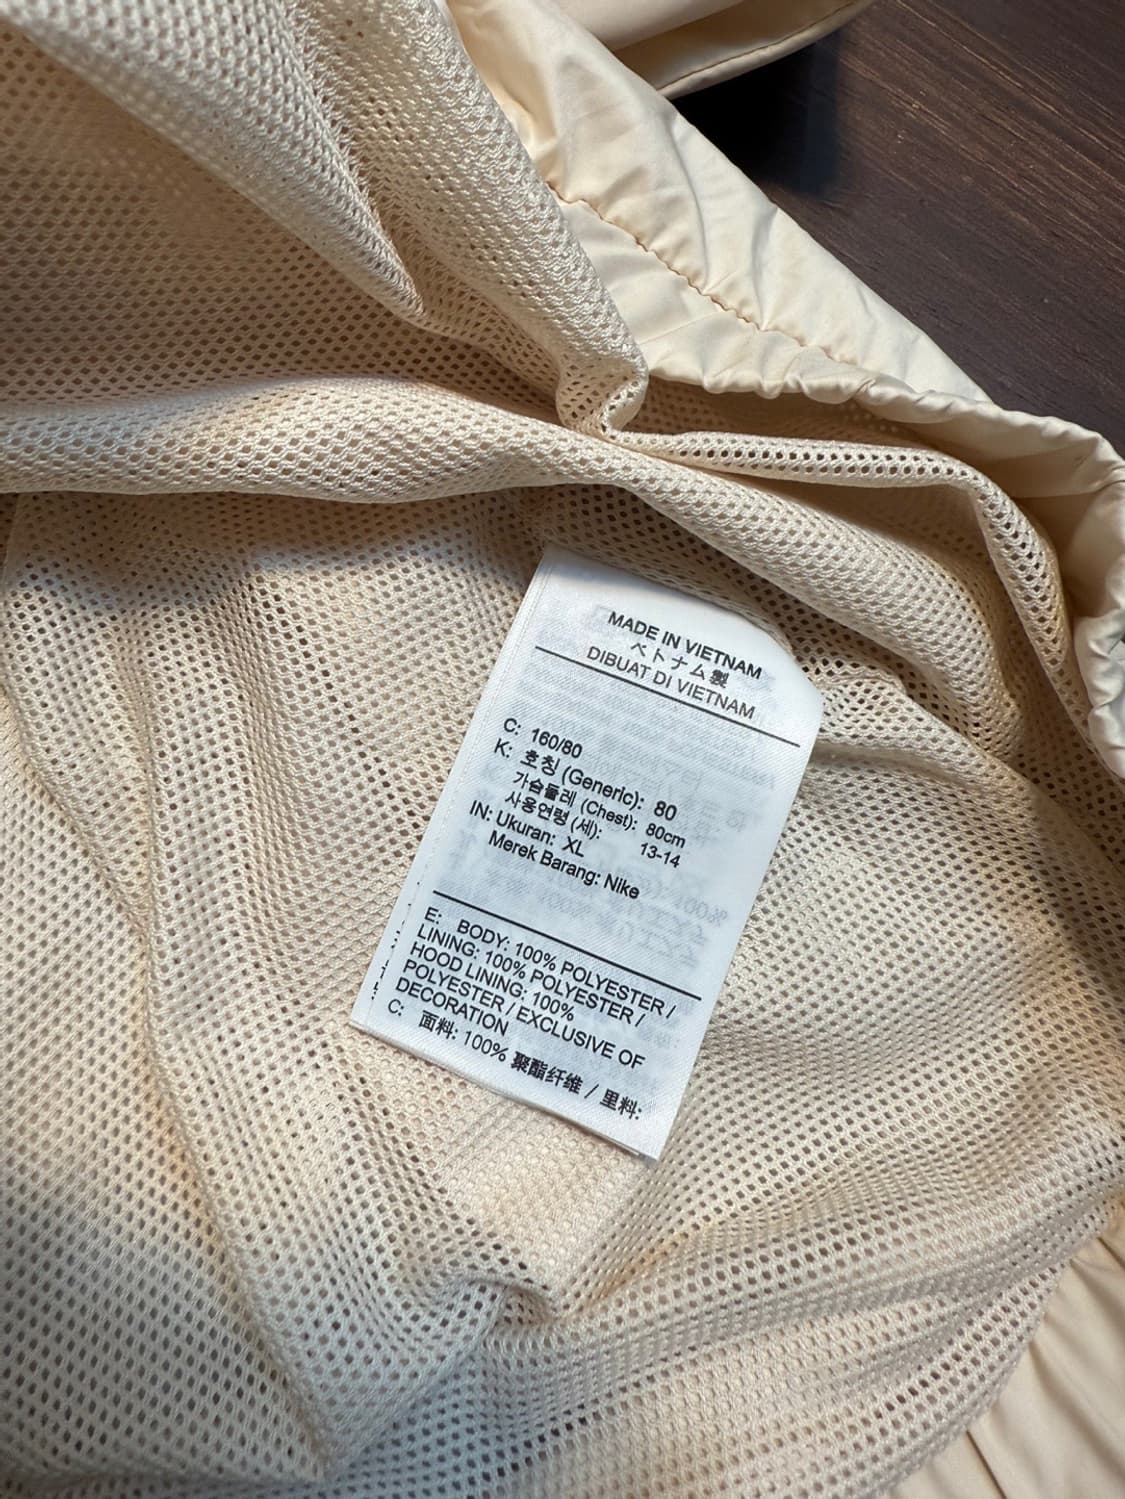 MADE IN VIETNAM
ベトナム製
DIBUAT DI VIETNAM
C: 160/80
K: 호칭 (Generic): 80
가슴둘레 (Chest): 80cm
사용연령 (세): 13-14
IN: Ukuran: XL
Merek Barang: Nike
E: BODY: 100% POLYESTER /
LINING: 100% POLYESTER /
HOOD LINING: 100%
POLYESTER / EXCLUSIVE OF
DECORATION
C: 面料: 100% 聚酯纤维 / 里料: